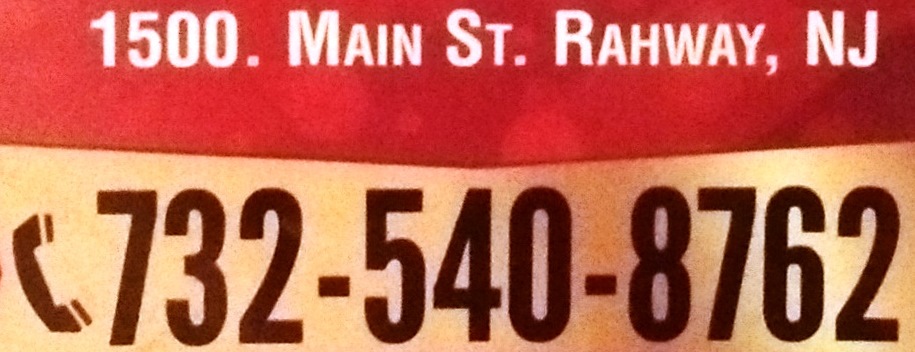 1500. MAIN ST. RAHWAY, NJ
732-540-8762